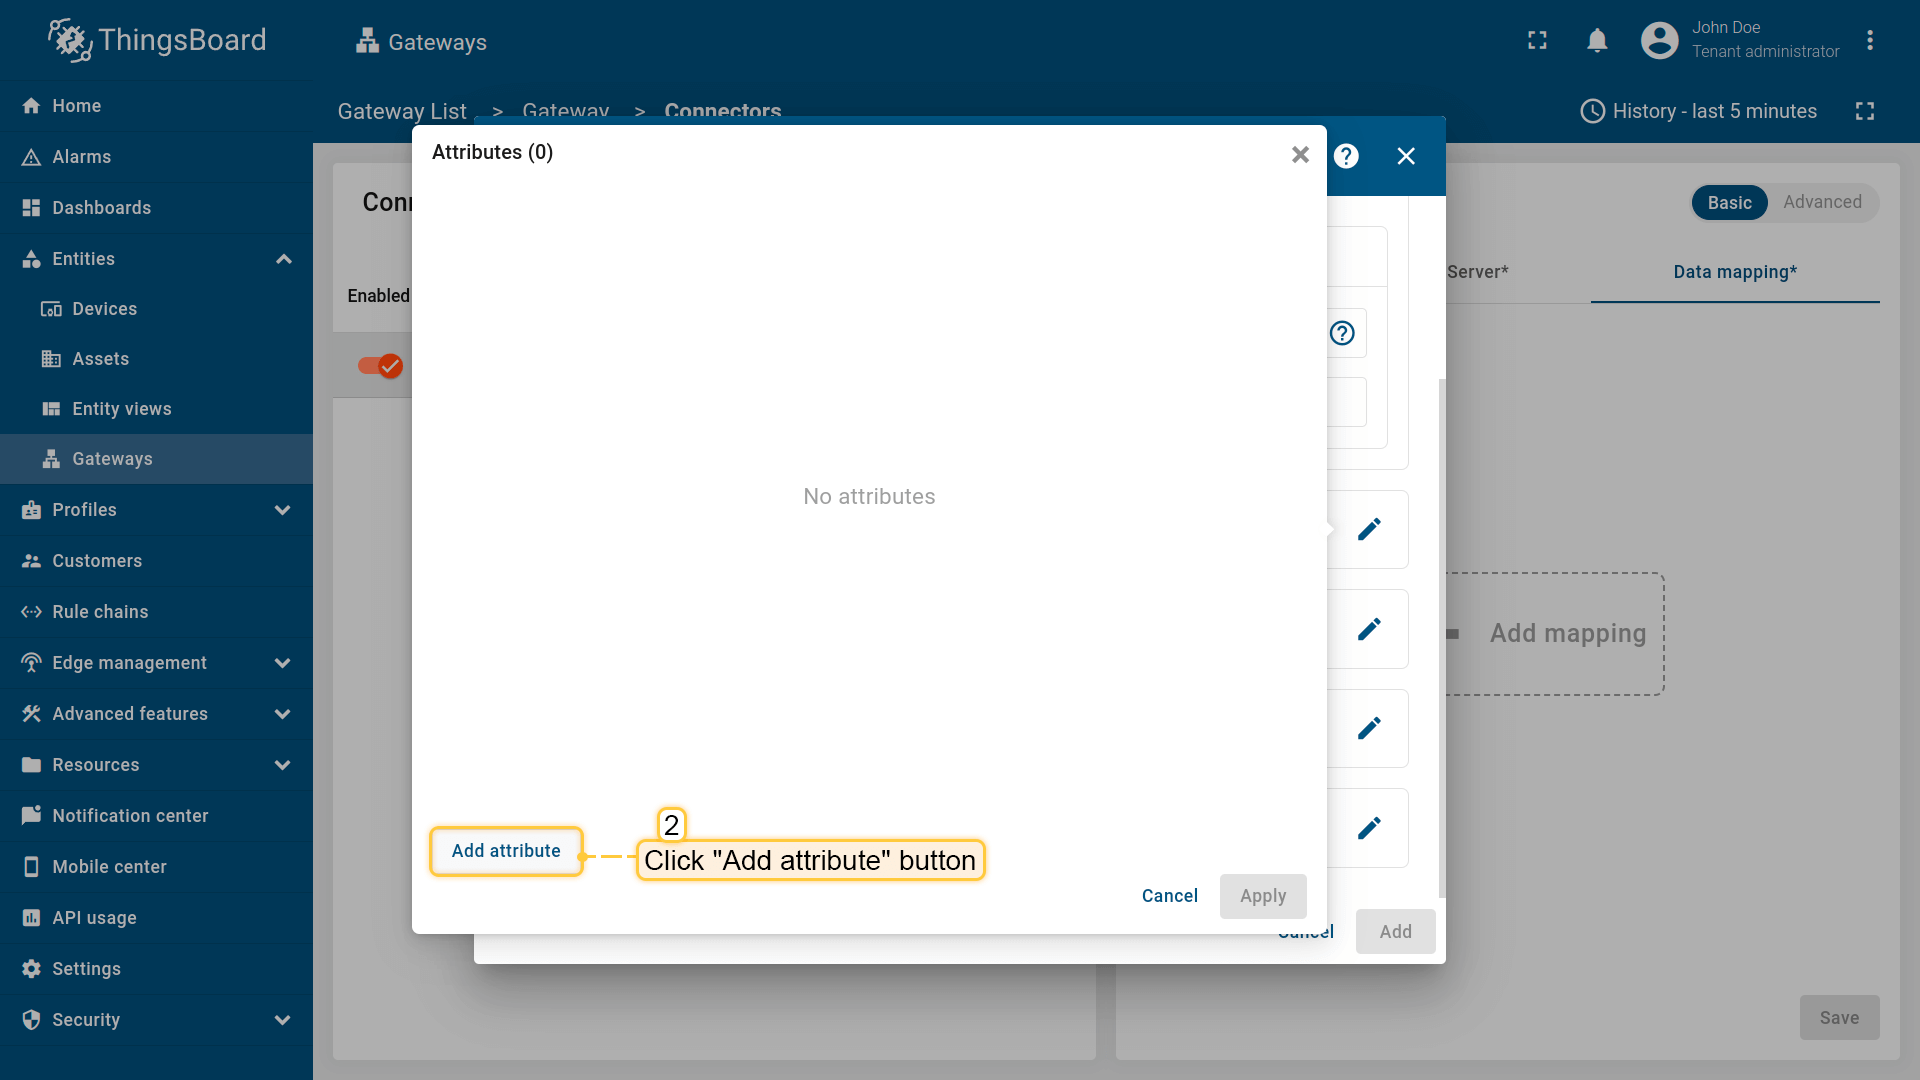 ThingsBoard
Gateways
John Doe
Tenant administrator
Gateway List > Gateway > Connectors
History - last 5 minutes
Home
Alarms
Dashboards
Entities
Devices
Assets
Entity views
Gateways
Profiles
Customers
Rule chains
Edge management
Advanced features
Resources
Notification center
Mobile center
API usage
Settings
Security
Conn
Enabled
Attributes (0)
No attributes
Add attribute
2
Click "Add attribute" button
Cancel
Apply
Cancel
Add
Basic
Advanced
Server*
Data mapping*
Add mapping
Save